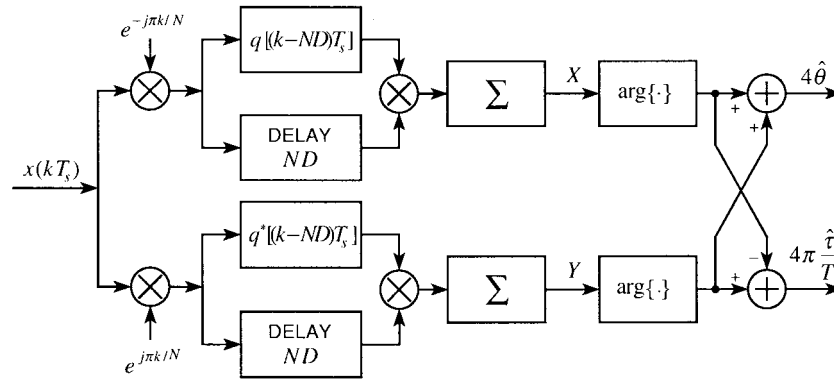 e^{-jπk/N}
q[(k−ND)T_s]
X
4θ̂
Σ
arg{·}
+
+
DELAY
ND
x(kT_s)
q*[(k−ND)T_s]
−
4π τ̂/T
Y
Σ
arg{·}
+
e^{jπk/N}
DELAY
ND